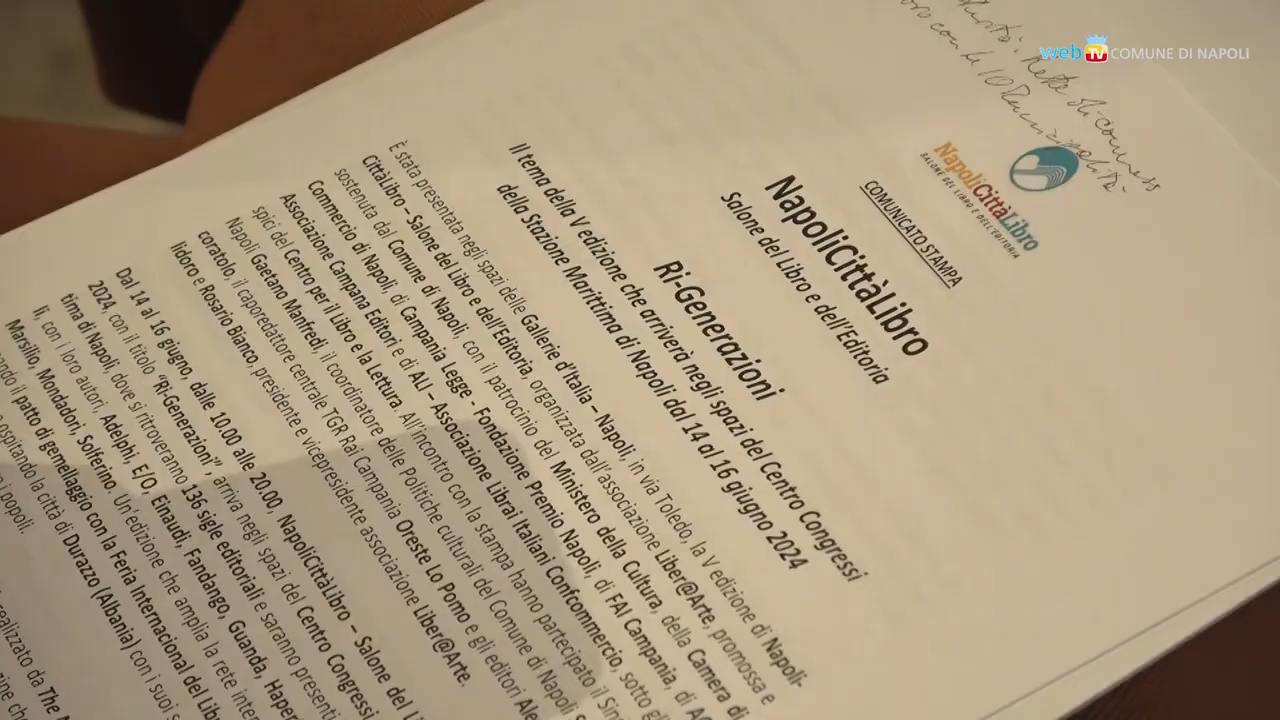 web TV COMUNE DI NAPOLI
con le 10 Municipalità
NapoliCittàLibro
SALONE DEL LIBRO E DELL'EDITORIA
COMUNICATO STAMPA
NapoliCittàLibro
Salone del Libro e dell'Editoria
Ri-Generazioni
Il tema della V edizione che arriverà negli spazi del Centro Congressi
della Stazione Marittima di Napoli dal 14 al 16 giugno 2024
È stata presentata negli spazi delle Gallerie d'Italia – Napoli, in via Toledo, la V edizione di Napoli-
CittàLibro – Salone del Libro e dell'Editoria, organizzata dall'associazione Liber@Arte, promossa e
sostenuta dal Comune di Napoli, con il patrocinio del Ministero della Cultura, della Camera di
Commercio di Napoli, di Campania Legge - Fondazione Premio Napoli, di FAI Campania, di
Associazione Campana Editori e di ALI – Associazione Librai Italiani Confcommercio, sotto gli
spici del Centro per il Libro e la Lettura. All'incontro con la stampa hanno partecipato il
Napoli Gaetano Manfredi, il coordinatore delle Politiche culturali del Comune di Napoli
coratolo, il caporedattore centrale TGR Rai Campania Oreste Lo Pomo e gli editori
lidoro e Rosario Bianco, presidente e vicepresidente associazione Liber@Arte.
Dal 14 al 16 giugno, dalle 10.00 alle 20.00, NapoliCittàLibro – Salone del
2024, con il titolo "Ri-Generazioni", arriva negli spazi del Centro Congressi
tima di Napoli, dove si ritroveranno 136 sigle editoriali e saranno presenti
li, con i loro autori, Adelphi, E/O, Einaudi, Fandango, Guanda,
Marsilio, Mondadori, Solferino. Un'edizione che amplia la rete
il patto di gemellaggio con la Feria Internacional del
ospitando la città di Durazzo (Albania) con i suoi
popoli.
realizzato da The